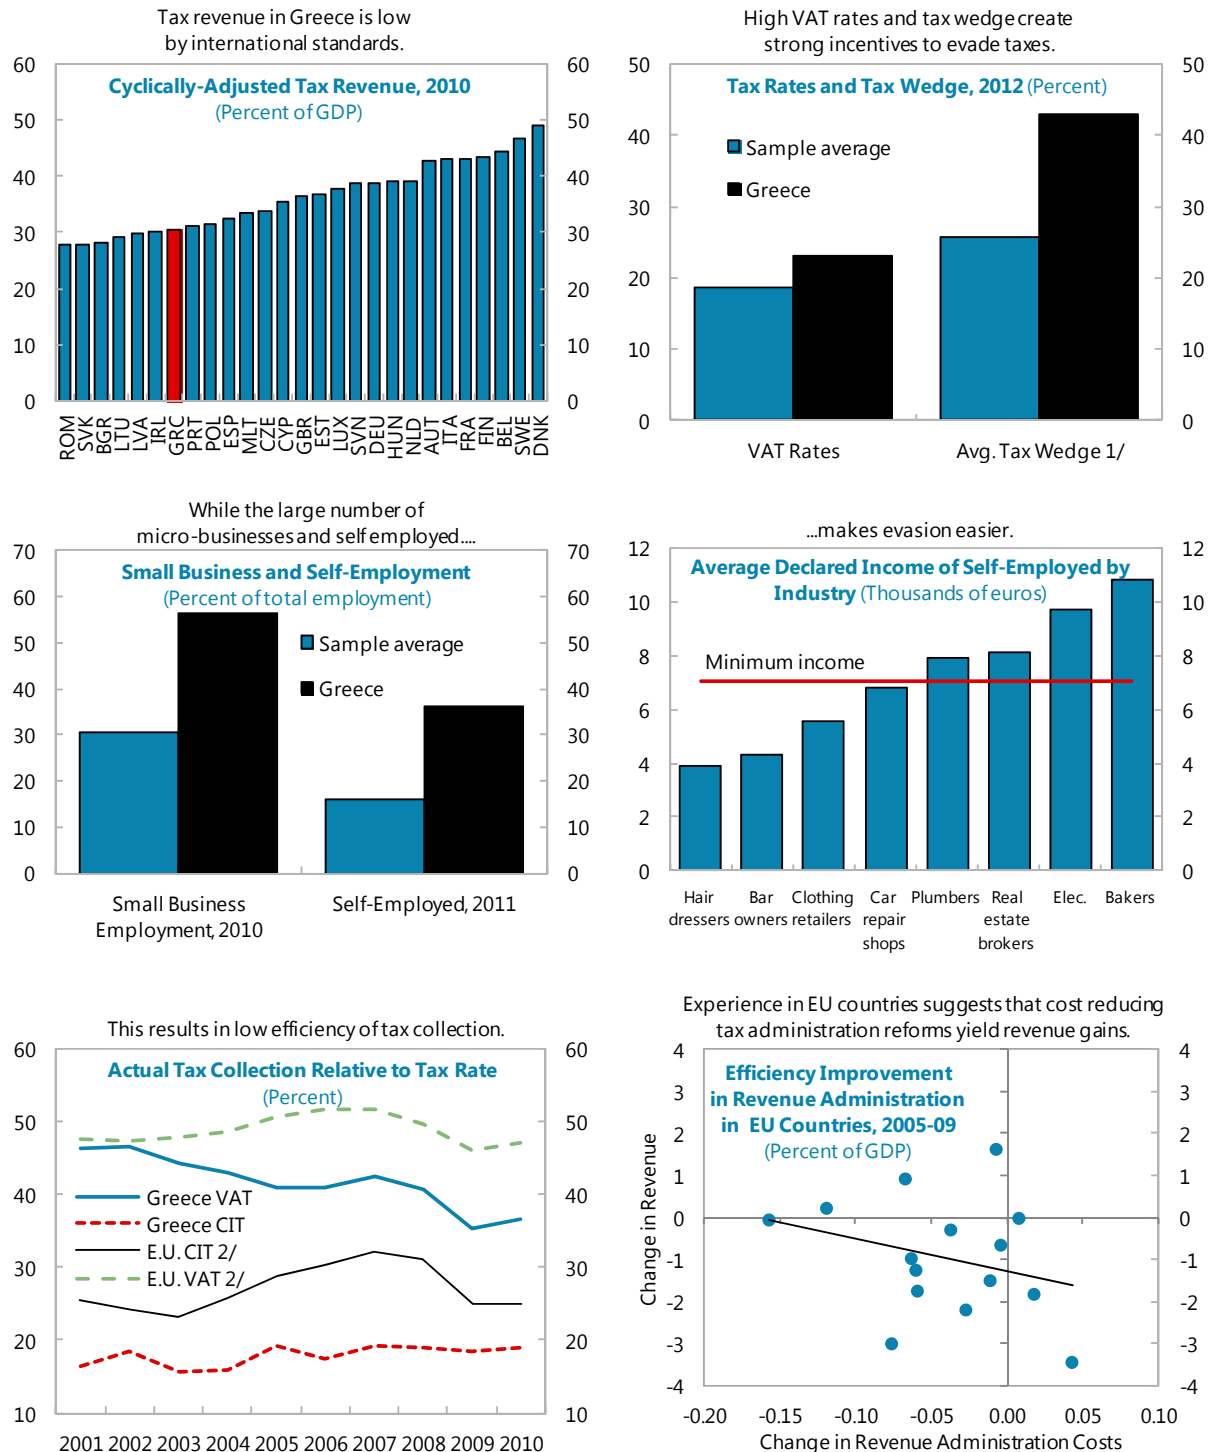 Tax revenue in Greece is low
by international standards.
Cyclically-Adjusted Tax Revenue, 2010
(Percent of GDP)
60 60
50 50
40 40
30 30
20 20
10 10
0 0
ROM SVK BGR LTU LVA IRL GRC PRT POL ESP MLT CZE CYP GBR EST LUX SVN DEU HUN NLD AUT ITA FRA FIN BEL SWE DNK
High VAT rates and tax wedge create
strong incentives to evade taxes.
Tax Rates and Tax Wedge, 2012 (Percent)
Sample average
Greece
50 50
40 40
30 30
20 20
10 10
0 0
VAT Rates Avg. Tax Wedge 1/
While the large number of
micro-businesses and self employed....
Small Business and Self-Employment
(Percent of total employment)
Sample average
Greece
70 70
60 60
50 50
40 40
30 30
20 20
10 10
0 0
Small Business
Employment, 2010
Self-Employed, 2011
...makes evasion easier.
Average Declared Income of Self-Employed by
Industry (Thousands of euros)
Minimum income
12 12
10 10
8 8
6 6
4 4
2 2
0 0
Hair
dressers
Bar
owners
Clothing
retailers
Car
repair
shops
Plumbers
Real
estate
brokers
Elec.
Bakers
This results in low efficiency of tax collection.
Actual Tax Collection Relative to Tax Rate
(Percent)
Greece VAT
Greece CIT
E.U. CIT 2/
E.U. VAT 2/
60 60
50 50
40 40
30 30
20 20
10 10
2001 2002 2003 2004 2005 2006 2007 2008 2009 2010
Experience in EU countries suggests that cost reducing
tax administration reforms yield revenue gains.
Efficiency Improvement
in Revenue Administration
in EU Countries, 2005-09
(Percent of GDP)
Change in Revenue
4 4
3 3
2 2
1 1
0 0
-1 -1
-2 -2
-3 -3
-4 -4
-0.20 -0.15 -0.10 -0.05 0.00 0.05 0.10
Change in Revenue Administration Costs